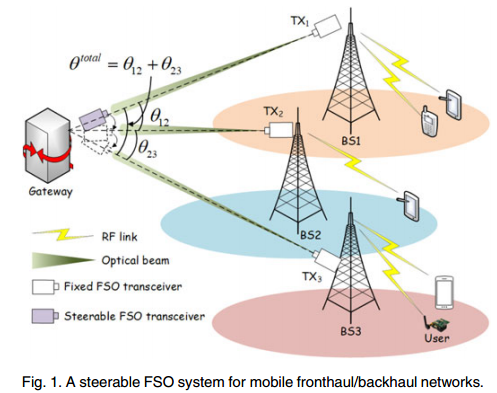 TX1
θ^total = θ12 + θ23
θ12
TX2
θ23
BS1
Gateway
BS2
RF link
Optical beam
TX3
Fixed FSO transceiver
Steerable FSO transceiver
BS3
User
Fig. 1. A steerable FSO system for mobile fronthaul/backhaul networks.